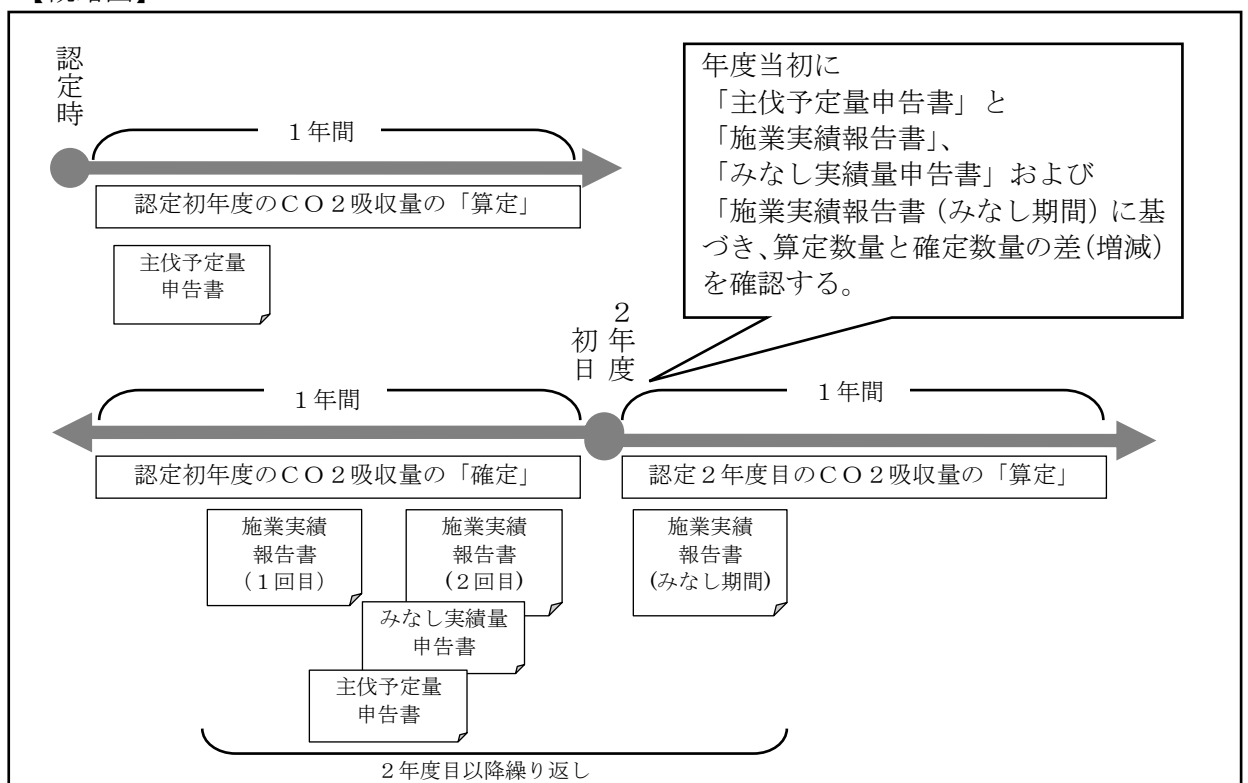 認定時
1年間
認定初年度のCO2吸収量の「算定」
主伐予定量
申告書
年度当初に
「主伐予定量申告書」と
「施業実績報告書」、
「みなし実績量申告書」および
「施業実績報告書(みなし期間)に基
づき、算定数量と確定数量の差(増減)
を確認する。
2年度
初日
1年間
1年間
認定初年度のCO2吸収量の「確定」
認定2年度目のCO2吸収量の「算定」
施業実績
報告書
(1回目)
施業実績
報告書
(2回目)
施業実績
報告書
(みなし期間)
みなし実績量
申告書
主伐予定量
申告書
2年度目以降繰り返し